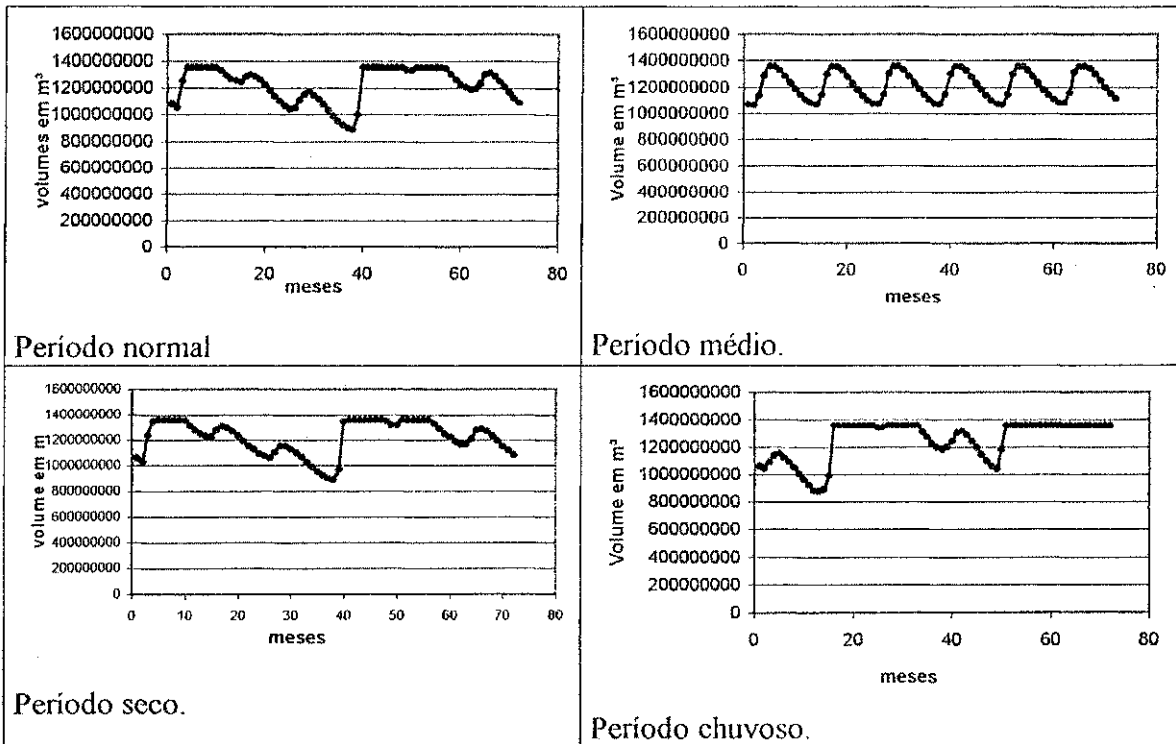 1600000000
1400000000
1200000000
1000000000
800000000
600000000
400000000
200000000
0
volumes em m³
0 20 40 60 80
meses
Período normal
1600000000
1400000000
1200000000
1000000000
800000000
600000000
400000000
200000000
0
Volume em m³
0 20 40 60 80
meses
Período médio.
1600000000
1400000000
1200000000
1000000000
800000000
600000000
400000000
200000000
0
volume em m
0 10 20 30 40 50 60 70 80
meses
Período seco.
1600000000
1400000000
1200000000
1000000000
800000000
600000000
400000000
200000000
0
Volume em m³
0 20 40 60 80
meses
Período chuvoso.